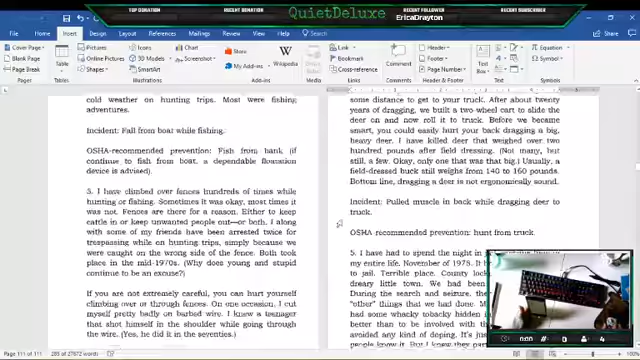 TOP DONATION
RECENT DONATION
RECENT FOLLOWER
RECENT SUBSCRIBER
QuietDeluxe
EricaDrayton
File Home Insert Design Layout References Mailings Review View Help
Cover Page
Blank Page
Page Break
Table
Tables
Pictures
Online Pictures
Shapes
Icons
3D Models
SmartArt
Chart
Screenshot
Store
My Add-ins
Wikipedia
Link
Bookmark
Cross-reference
Comment
Comments
Header
Footer
Page Number
Header & Footer
Text
Equation
Symbol
Symbols
cold weather on hunting trips. Most were fishing
adventures.
Incident: Fall from boat while fishing.
OSHA-recommended prevention: Fish from bank (if
continue to fish from boat, a dependable floatation
device is advised).
3. I have climbed over fences hundreds of times while
hunting or fishing. Sometimes it was okay, most times it
was not. Fences are there for a reason. Either to keep
cattle in or keep unwanted people out—or both. I along
with some of my friends have been arrested twice for
trespassing while on hunting trips, simply because we
were caught on the wrong side of the fence. Both took
place in the mid-1970s. (Why does young and stupid
continue to be an excuse?)
If you are not extremely careful, you can hurt yourself
climbing over or through fences. On one occasion, I cut
myself pretty badly on barbed wire. I knew a teenager
that shot himself in the shoulder while going through
the wire. (Yes, he did it in the seventies.)
some distance to get to your truck. After about twenty
years of dragging, we built a two-wheel cart to slide the
deer on and now roll it to truck. Before we became
smart, you could easily hurt your back dragging a big,
heavy deer. I have killed deer that weighed over two
hundred pounds after field dressing. (Not many, but
still, a few. Okay, only one that was that big.) Usually, a
field-dressed buck still weighs from 140 to 160 pounds.
Bottom line, dragging a deer is not ergonomically sound.
Incident: Pulled muscle in back while dragging deer to
truck.
OSHA-recommended prevention: hunt from truck.
5. I have had to spend the night in
my entire life. November of 1975. It
to jail. Terrible place. County lock
dreary little town. We had been
During the search and seizure, the
"other" things that we had done. M
had some whacky tobacky hidden i
better than to be involved with the
avoided any kind of doping. It's jus
people know it. But I knew they par
Page 111 of 111